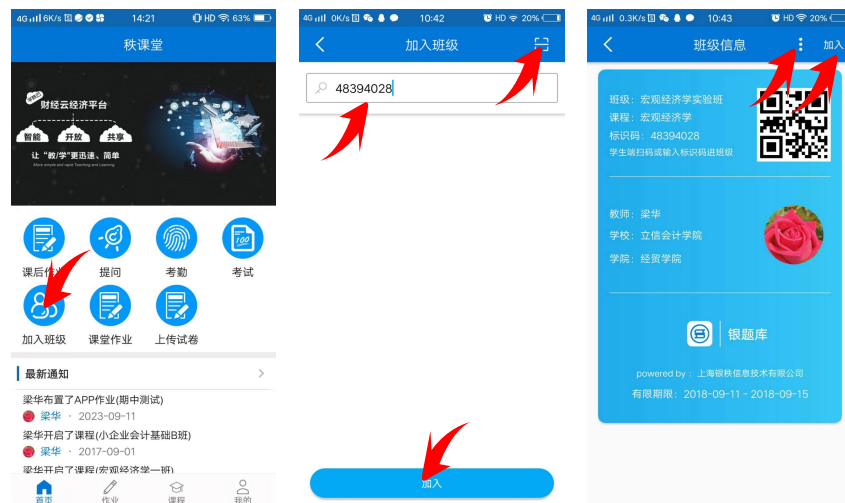 4G 6K/s 14:21 HD 63%
秩课堂
财经云经济平台
智能 开放 共享
让“教/学”更迅速、简单
More simple and rapid Teaching and Learning
课后作业 提问 考勤 考试
加入班级 课堂作业 上传试卷
最新通知
梁华布置了APP作业(期中测试)
梁华 · 2023-09-11
梁华开启了课程(小企业会计基础B班)
梁华 · 2017-09-01
梁华开启了课程(宏观经济学一班)
首页 作业 课程 我的
4G 0K/s 10:42 HD 20%
加入班级
48394028
加入
4G 0.3K/s 10:43 HD 20%
班级信息 加入
班级：宏观经济学实验班
课程：宏观经济学
标识码：48394028
学生端扫码或输入标识码进班级
教师：梁华
学校：立信会计学院
学院：经贸学院
银题库
powered by ：上海银秩信息技术有限公司
有限期限：2018-09-11 - 2018-09-15